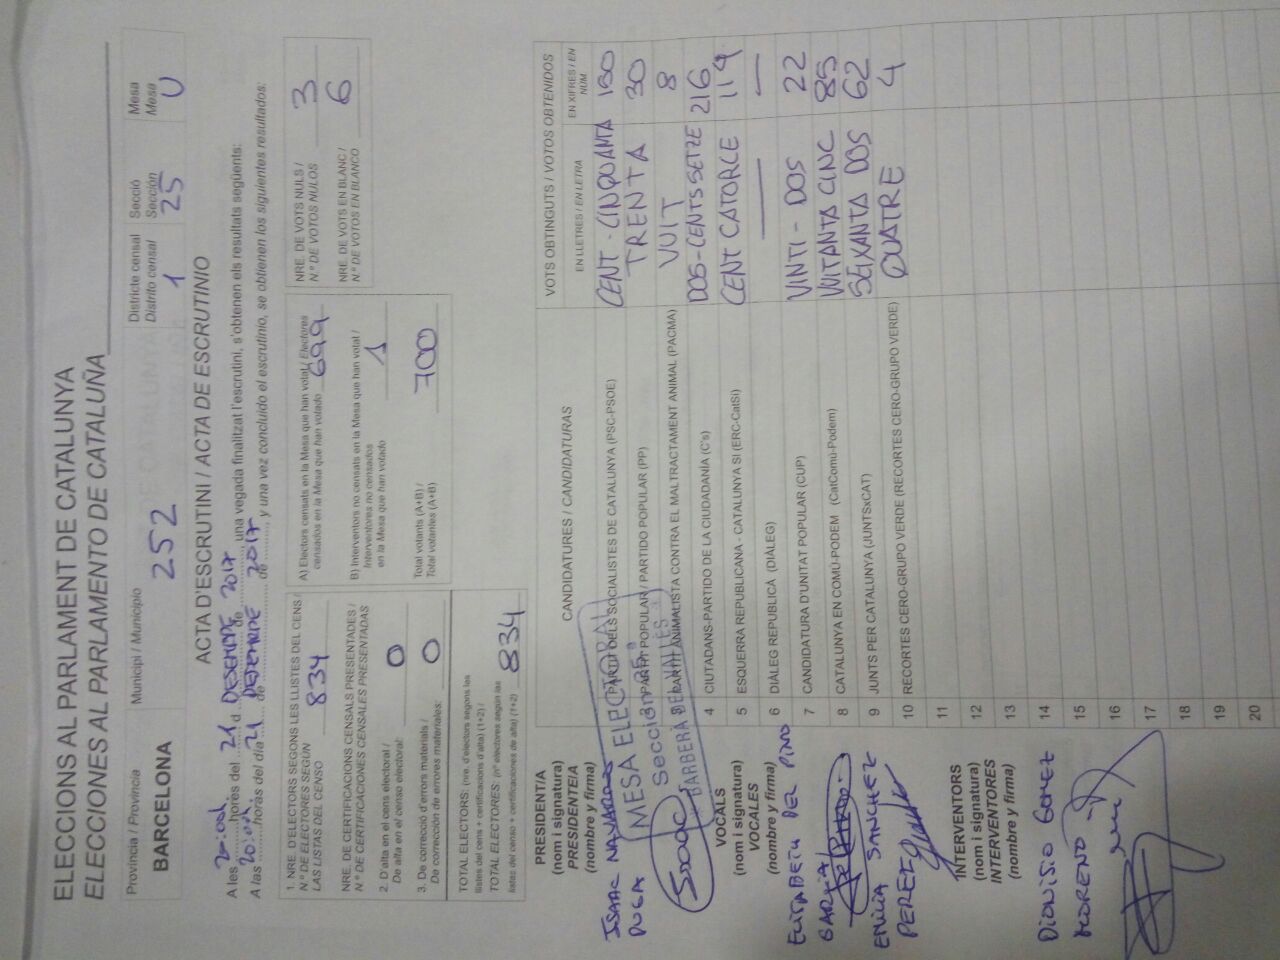 ELECCIONS AL PARLAMENT DE CATALUNYA
ELECCIONES AL PARLAMENTO DE CATALUÑA
Província / Provincia
BARCELONA
Municipi / Municipio
252
Districte censal
Distrito censal
1
Secció
Sección
25
Mesa
Mesa
U
ACTA D'ESCRUTINI / ACTA DE ESCRUTINIO
A les 20:00h hores del 21 d DESEMBRE de 2017, una vegada finalitzat l'escrutini, s'obtenen els resultats següents:
A las 20:00h. horas del día 21 de DESEMBRE de 2017 y una vez concluido el escrutinio, se obtienen los siguientes resultados:
1. NRE. D'ELECTORS SEGONS LES LLISTES DEL CENS /
N.º DE ELECTORES SEGÚN
LAS LISTAS DEL CENSO 834
NRE. DE CERTIFICACIONS CENSALS PRESENTADES /
N.º DE CERTIFICACIONES CENSALES PRESENTADAS
2. D'alta en el cens electoral /
De alta en el censo electoral: 0
3. De correcció d'errors materials /
De corrección de errores materiales: 0
TOTAL ELECTORS: (nre. d'electors segons les
llistes del cens + certificacions d'alta) (1+2) /
TOTAL ELECTORES: (nº electores según las
listas del censo + certificaciones de alta) (1+2) 834
A) Electors censats en la Mesa que han votat / Electores
censados en la Mesa que han votado 699
B) Interventors no censats en la Mesa que han votat /
Interventores no censados
en la Mesa que han votado 1
Total votants (A+B) /
Total votantes (A+B) 700
NRE. DE VOTS NULS /
N.º DE VOTOS NULOS 3
NRE. DE VOTS EN BLANC /
N.º DE VOTOS EN BLANCO 6
CANDIDATURES / CANDIDATURAS
VOTS OBTINGUTS / VOTOS OBTENIDOS
EN LLETRES / EN LETRA
EN XIFRES / EN NÚM.
PARTIT DELS SOCIALISTES DE CATALUNYA (PSC-PSOE) CENT-CINQUANTA 150
PARTIT POPULAR / PARTIDO POPULAR (PP) TRENTA 30
PARTIT ANIMALISTA CONTRA EL MALTRACTAMENT ANIMAL (PACMA) VUIT 8
4 CIUTADANS-PARTIDO DE LA CIUDADANÍA (C's) DOS-CENTS SETZE 216
5 ESQUERRA REPUBLICANA - CATALUNYA SÍ (ERC-CatSí) CENT CATORCE 114
6 DIÀLEG REPUBLICÀ (DIÀLEG) — —
7 CANDIDATURA D'UNITAT POPULAR (CUP) VINTI-DOS 22
8 CATALUNYA EN COMÚ-PODEM (CatComú-Podem) VUITANTA CINC 85
9 JUNTS PER CATALUNYA (JUNTSxCAT) SEIXANTA DOS 62
10 RECORTES CERO-GRUPO VERDE (RECORTES CERO-GRUPO VERDE) QUATRE 4
11
12
13
14
15
16
17
18
19
20
PRESIDENT/A
(nom i signatura)
PRESIDENTE/A
(nombre y firma)
ISAAC NAVARRO
PUGA
Isaac
MESA ELECTORAL
Sección
BARBERÀ DEL VALLÈS
VOCALS
(nom i signatura)
VOCALES
(nombre y firma)
ELISABETH DEL PINO
GARCIA
EMILIA SANCHEZ
PEREZ
INTERVENTORS
(nom i signatura)
INTERVENTORES
(nombre y firma)
DIONISIO GOMEZ
MORENO